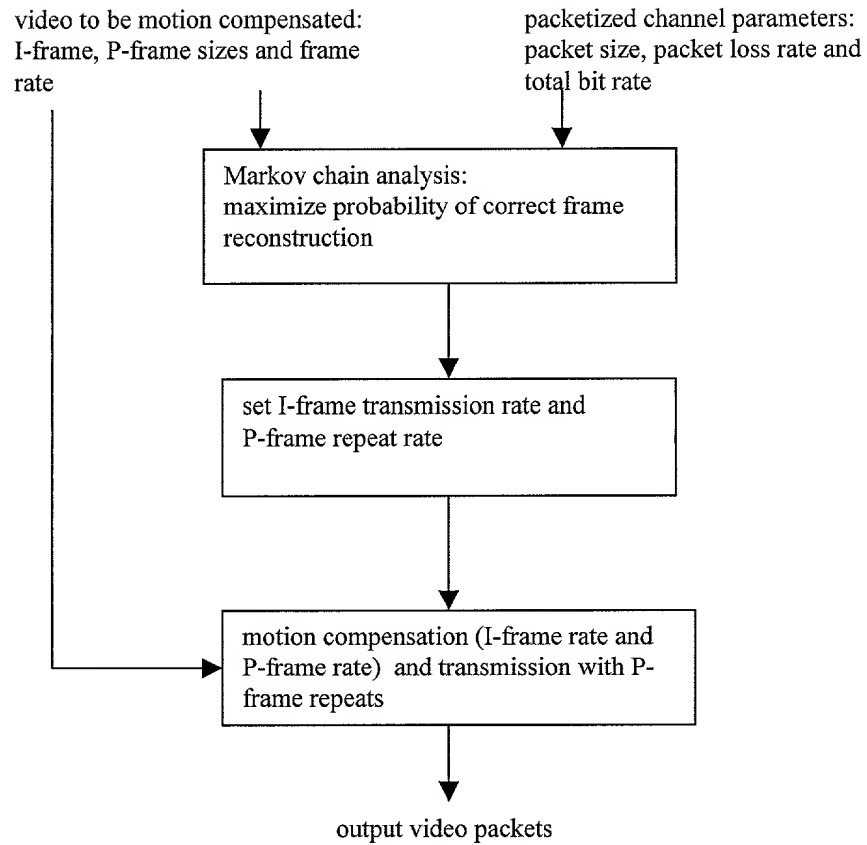 video to be motion compensated:
I-frame, P-frame sizes and frame
rate
packetized channel parameters:
packet size, packet loss rate and
total bit rate
Markov chain analysis:
maximize probability of correct frame
reconstruction
set I-frame transmission rate and
P-frame repeat rate
motion compensation (I-frame rate and
P-frame rate) and transmission with P-
frame repeats
output video packets